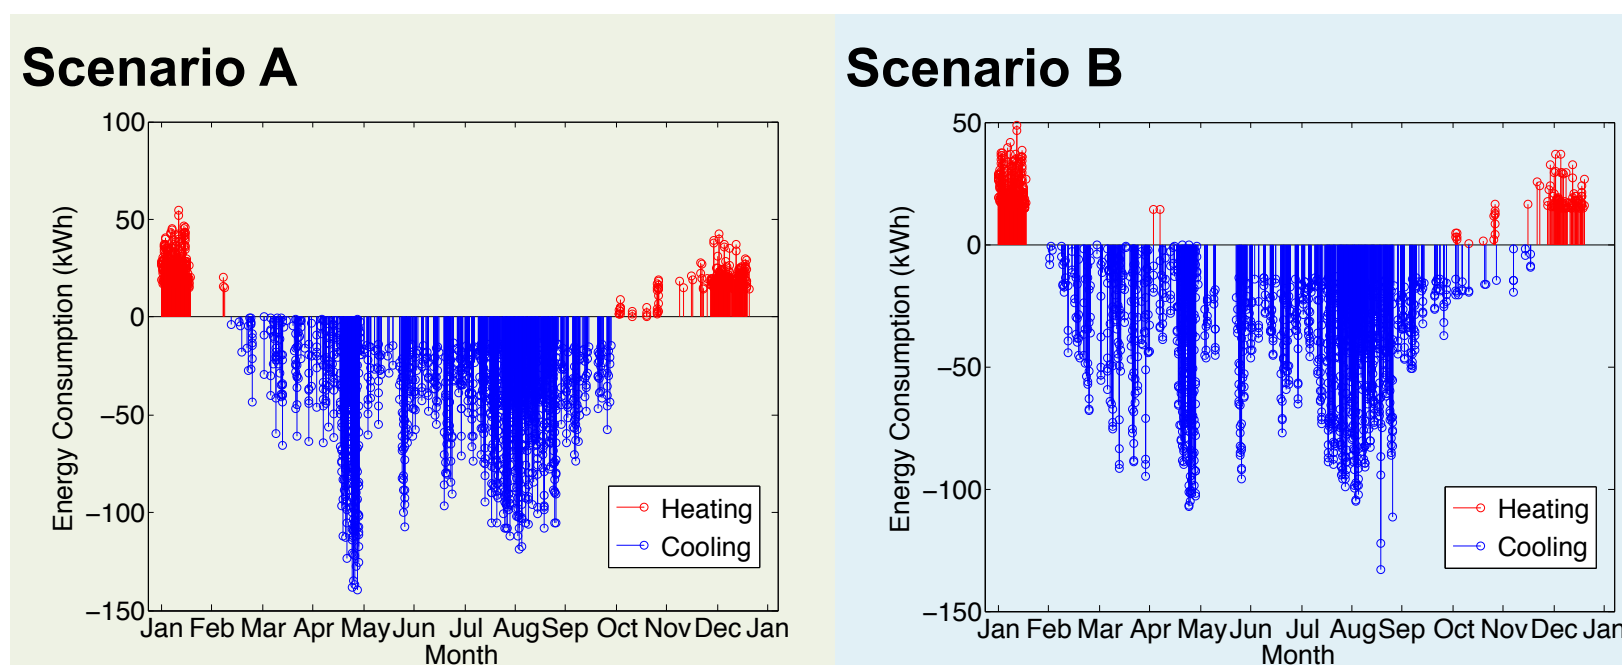 Scenario A
100
50
0
−50
−100
−150
Energy Consumption (kWh)
Heating
Cooling
Jan Feb Mar Apr May Jun Jul Aug Sep Oct Nov Dec Jan
Month
Scenario B
50
0
−50
−100
−150
Energy Consumption (kWh)
Heating
Cooling
Jan Feb Mar Apr May Jun Jul Aug Sep Oct Nov Dec Jan
Month